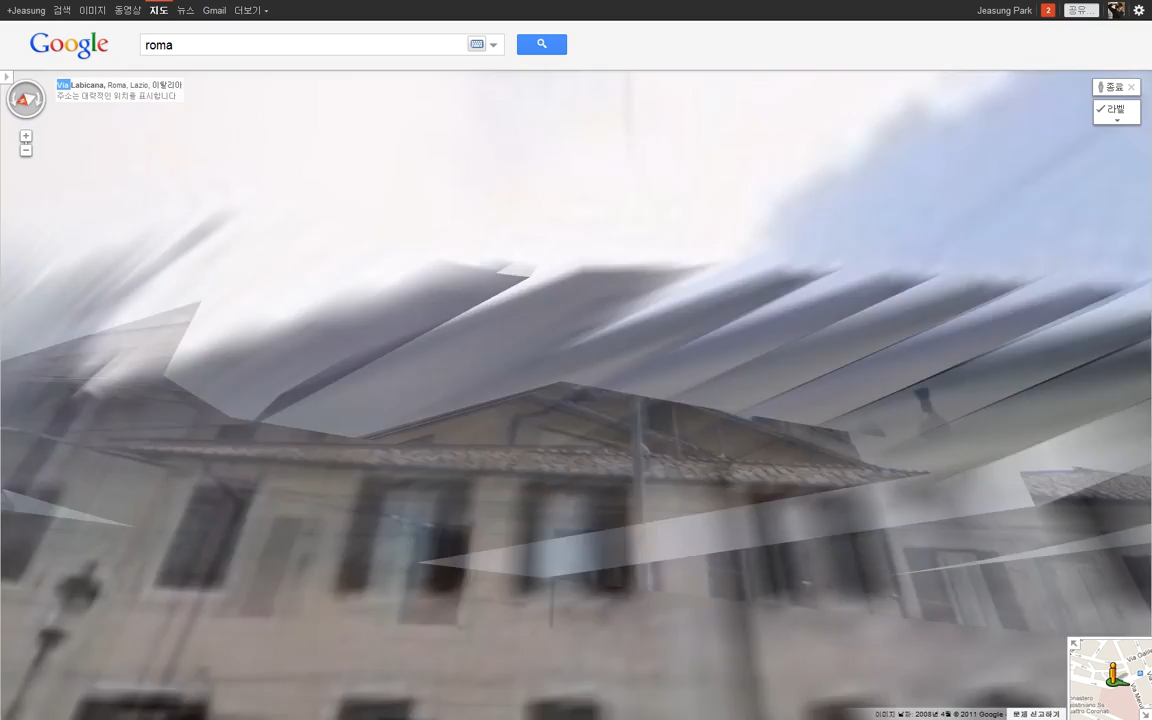 +Jeasung 검색 이미지 동영상 지도 뉴스 Gmail 더보기
Jeasung Park 2 공유...
Google
roma
Via Labicana, Roma, Lazio, 이탈리아
주소는 대략적인 위치를 표시합니다
종료
라벨
Via Me
이미지 날짜: 2008년 4월 © 2011 Google
문제 신고하기